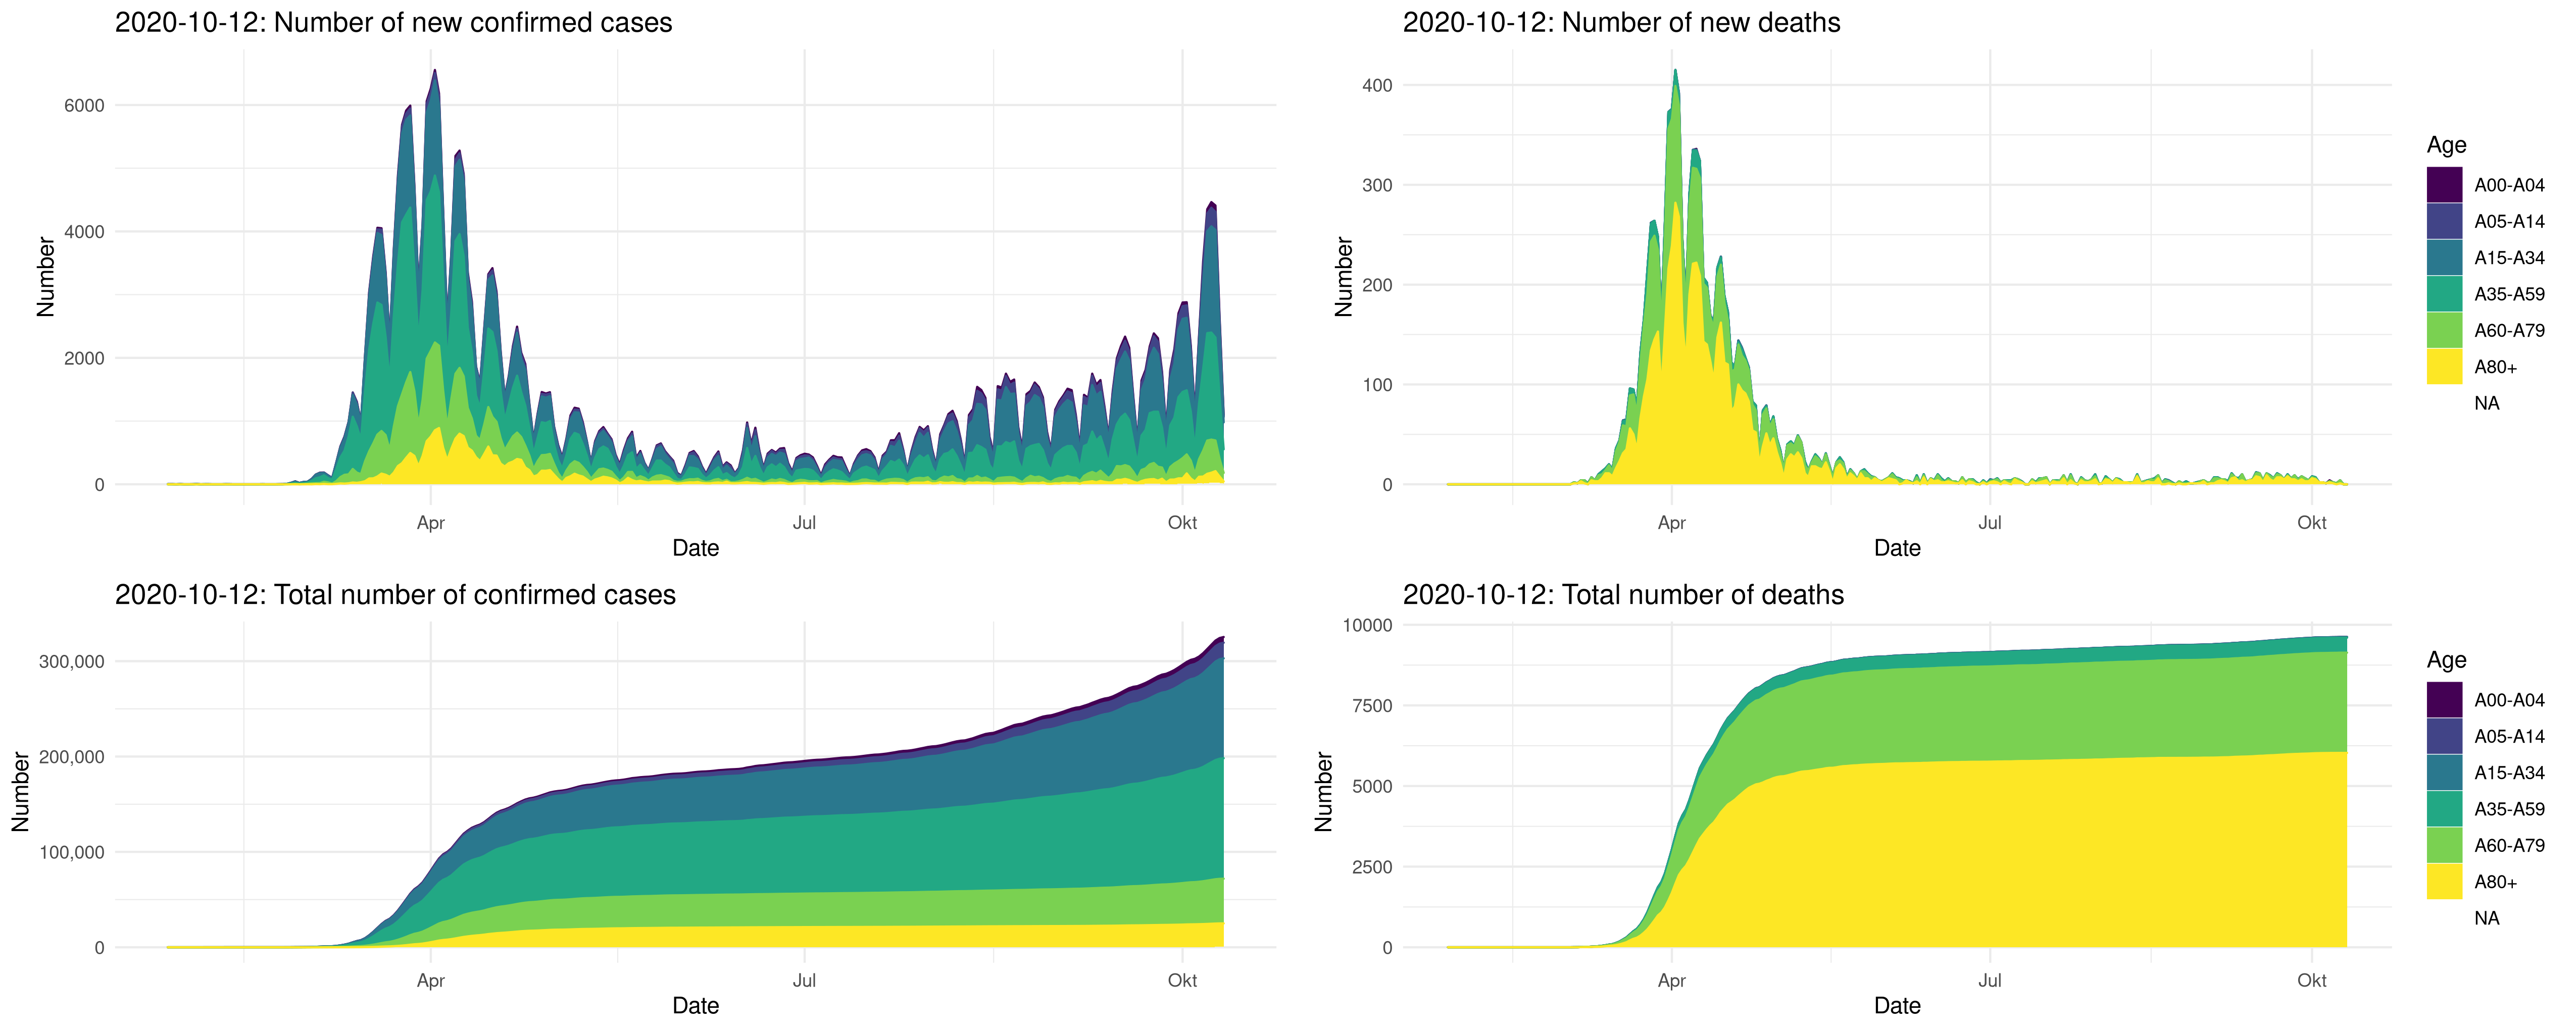 2020-10-12: Number of new confirmed cases
6000
4000
2000
0
Number
Apr
Jul
Okt
Date
2020-10-12: Number of new deaths
400
300
200
100
0
Number
Apr
Jul
Okt
Date
Age
A00-A04
A05-A14
A15-A34
A35-A59
A60-A79
A80+
NA
2020-10-12: Total number of confirmed cases
300,000
200,000
100,000
0
Number
Apr
Jul
Okt
Date
2020-10-12: Total number of deaths
10000
7500
5000
2500
0
Number
Apr
Jul
Okt
Date
Age
A00-A04
A05-A14
A15-A34
A35-A59
A60-A79
A80+
NA